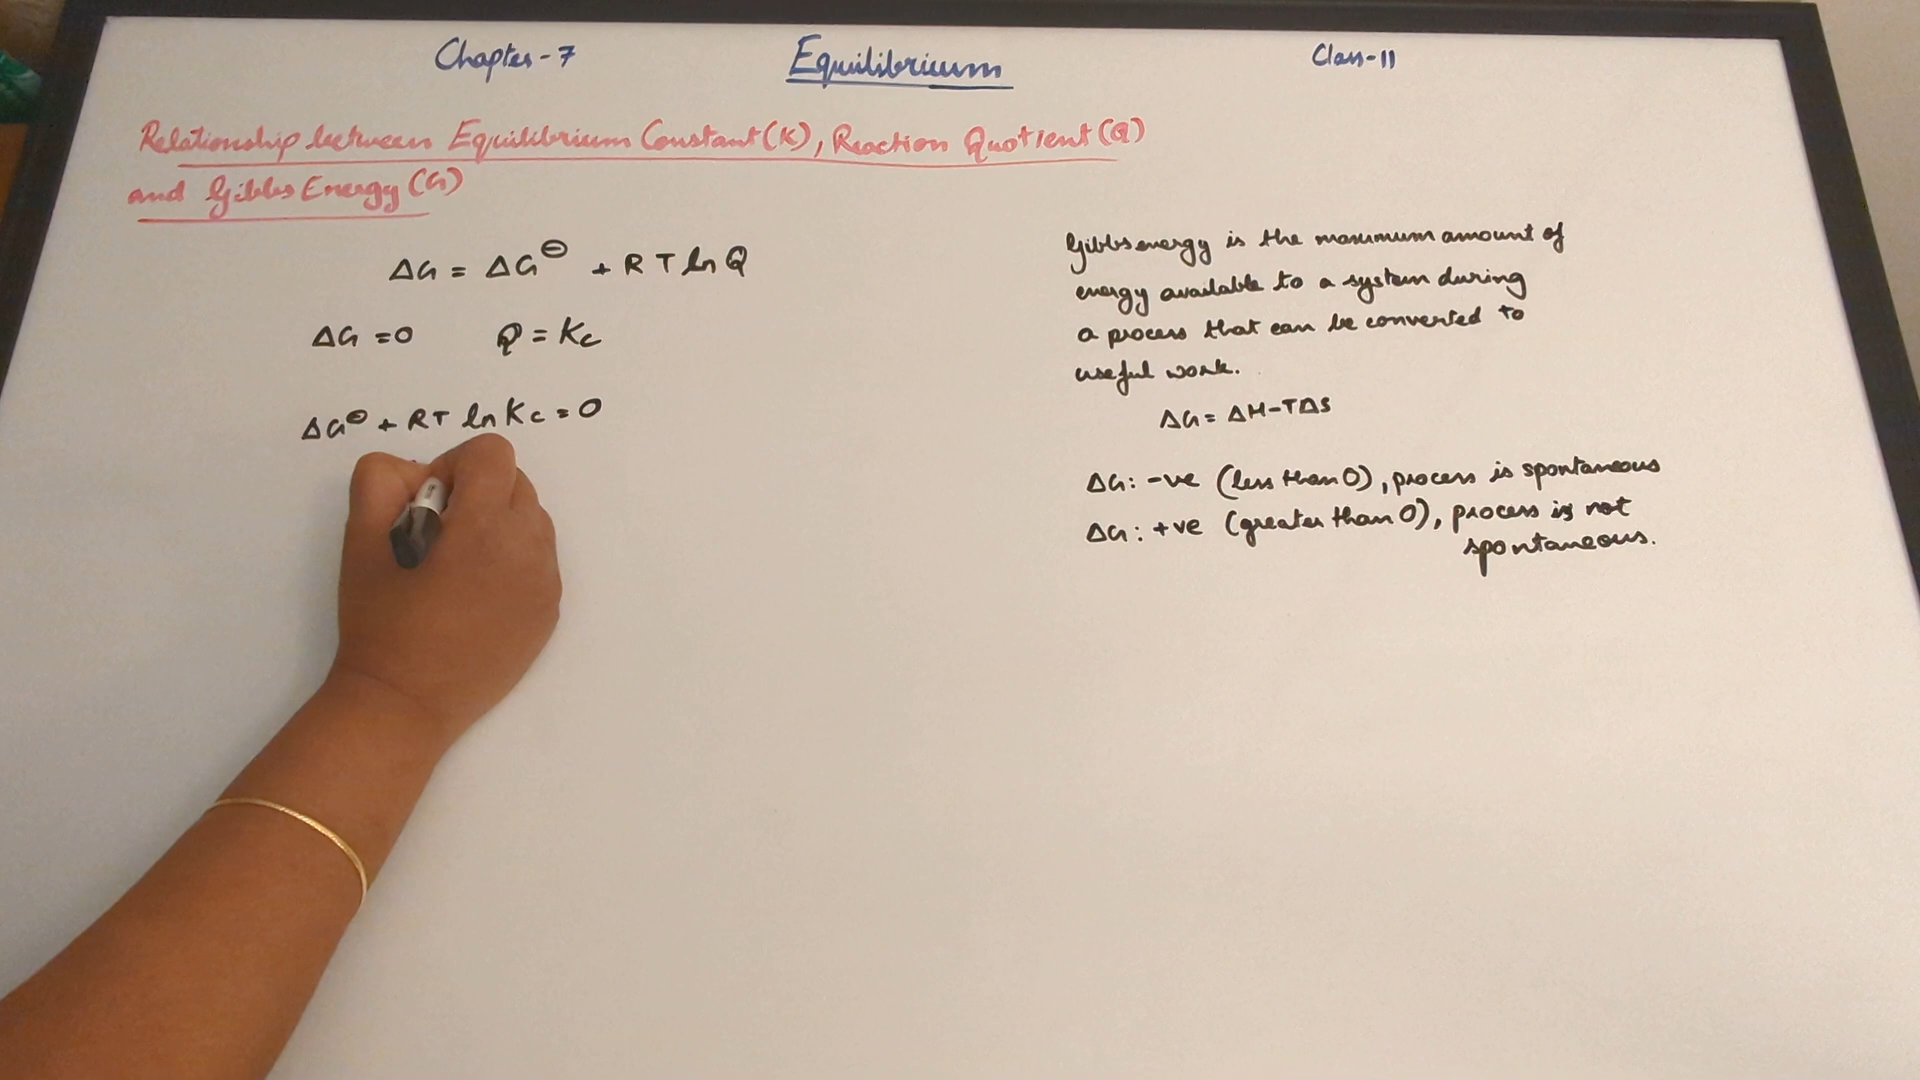 Chapter-7
Equilibrium
Class-11
Relationship between Equilibrium Constant (K), Reaction Quotient (Q)
and Gibbs Energy (G)
ΔG = ΔG⊖ + RT ln Q
ΔG = 0 Q = Kc
ΔG⊖ + RT ln Kc = 0
Gibbs energy is the maximum amount of
energy available to a system during
a process that can be converted to
useful work.
ΔG = ΔH-TΔS
ΔG: -ve (less than 0), process is spontaneous
ΔG: +ve (greater than 0), process is not
spontaneous.